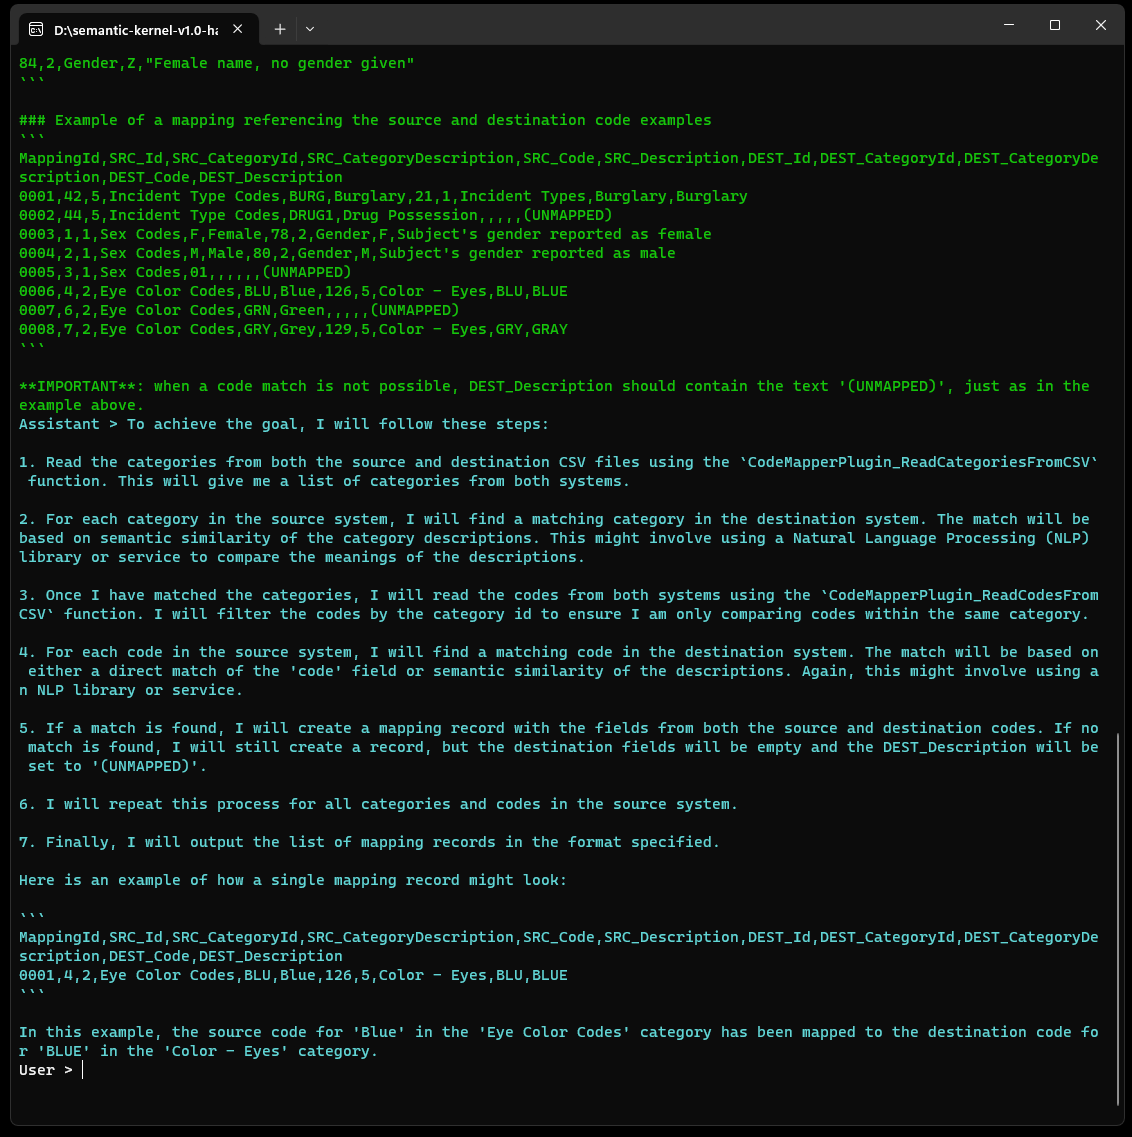 D:\semantic-kernel-v1.0-ha
84,2,Gender,Z,"Female name, no gender given"
```
### Example of a mapping referencing the source and destination code examples
```
MappingId,SRC_Id,SRC_CategoryId,SRC_CategoryDescription,SRC_Code,SRC_Description,DEST_Id,DEST_CategoryId,DEST_CategoryDe
scription,DEST_Code,DEST_Description
0001,42,5,Incident Type Codes,BURG,Burglary,21,1,Incident Types,Burglary,Burglary
0002,44,5,Incident Type Codes,DRUG1,Drug Possession,,,,,(UNMAPPED)
0003,1,1,Sex Codes,F,Female,78,2,Gender,F,Subject's gender reported as female
0004,2,1,Sex Codes,M,Male,80,2,Gender,M,Subject's gender reported as male
0005,3,1,Sex Codes,01,,,,,,(UNMAPPED)
0006,4,2,Eye Color Codes,BLU,Blue,126,5,Color - Eyes,BLU,BLUE
0007,6,2,Eye Color Codes,GRN,Green,,,,,(UNMAPPED)
0008,7,2,Eye Color Codes,GRY,Grey,129,5,Color - Eyes,GRY,GRAY
```
**IMPORTANT**: when a code match is not possible, DEST_Description should contain the text '(UNMAPPED)', just as in the
example above.
Assistant > To achieve the goal, I will follow these steps:
1. Read the categories from both the source and destination CSV files using the `CodeMapperPlugin_ReadCategoriesFromCSV`
function. This will give me a list of categories from both systems.
2. For each category in the source system, I will find a matching category in the destination system. The match will be
based on semantic similarity of the category descriptions. This might involve using a Natural Language Processing (NLP)
library or service to compare the meanings of the descriptions.
3. Once I have matched the categories, I will read the codes from both systems using the `CodeMapperPlugin_ReadCodesFrom
CSV` function. I will filter the codes by the category id to ensure I am only comparing codes within the same category.
4. For each code in the source system, I will find a matching code in the destination system. The match will be based on
either a direct match of the 'code' field or semantic similarity of the descriptions. Again, this might involve using a
n NLP library or service.
5. If a match is found, I will create a mapping record with the fields from both the source and destination codes. If no
match is found, I will still create a record, but the destination fields will be empty and the DEST_Description will be
set to '(UNMAPPED)'.
6. I will repeat this process for all categories and codes in the source system.
7. Finally, I will output the list of mapping records in the format specified.
Here is an example of how a single mapping record might look:
```
MappingId,SRC_Id,SRC_CategoryId,SRC_CategoryDescription,SRC_Code,SRC_Description,DEST_Id,DEST_CategoryId,DEST_CategoryDe
scription,DEST_Code,DEST_Description
0001,4,2,Eye Color Codes,BLU,Blue,126,5,Color - Eyes,BLU,BLUE
```
In this example, the source code for 'Blue' in the 'Eye Color Codes' category has been mapped to the destination code fo
r 'BLUE' in the 'Color - Eyes' category.
User >